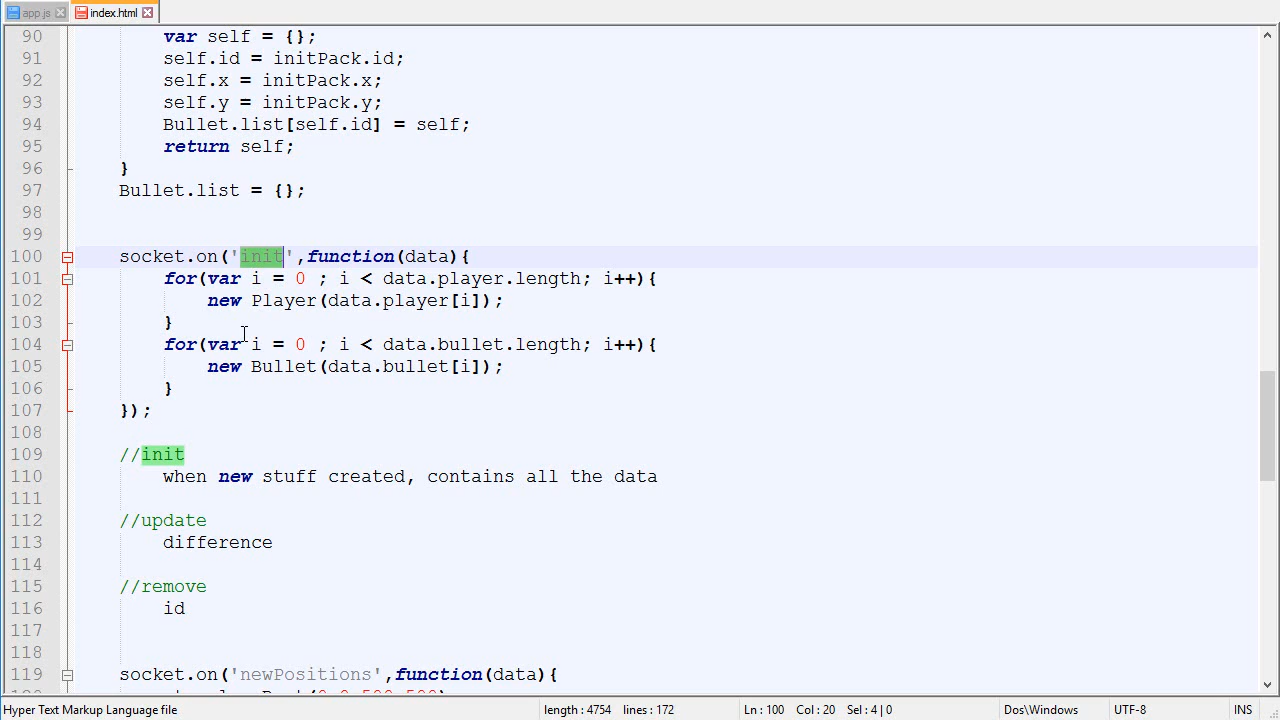 app.js index.html
90 var self = {};
91 self.id = initPack.id;
92 self.x = initPack.x;
93 self.y = initPack.y;
94 Bullet.list[self.id] = self;
95 return self;
96 }
97 Bullet.list = {};
98
99
100 socket.on('init',function(data){
101 for(var i = 0 ; i < data.player.length; i++){
102 new Player(data.player[i]);
103 }
104 for(var i = 0 ; i < data.bullet.length; i++){
105 new Bullet(data.bullet[i]);
106 }
107 });
108
109 //init
110 when new stuff created, contains all the data
111
112 //update
113 difference
114
115 //remove
116 id
117
118
119 socket.on('newPositions',function(data){
Hyper Text Markup Language file length : 4754 lines : 172 Ln : 100 Col : 20 Sel : 4 | 0 Dos\Windows UTF-8 INS